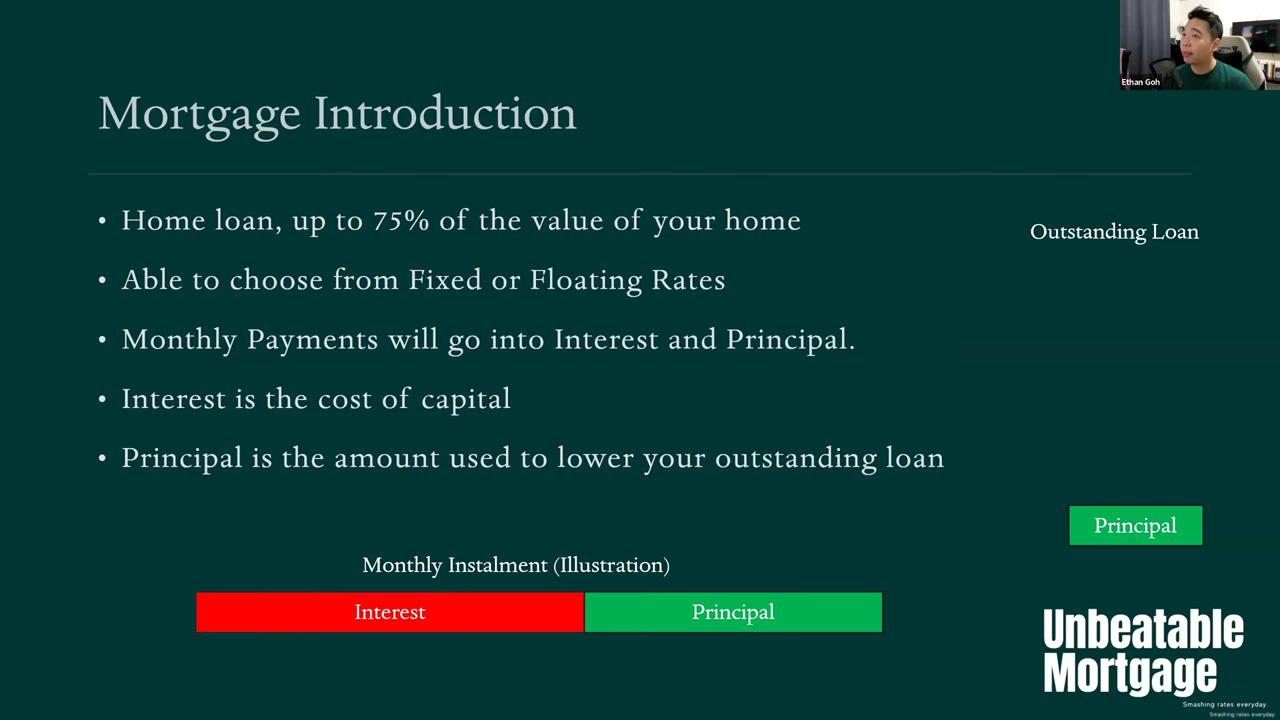 Ethan Goh
Mortgage Introduction
• Home loan, up to 75% of the value of your home
Outstanding Loan
• Able to choose from Fixed or Floating Rates
• Monthly Payments will go into Interest and Principal.
• Interest is the cost of capital
• Principal is the amount used to lower your outstanding loan
Principal
Monthly Instalment (Illustration)
Interest
Principal
Unbeatable
Mortgage
Smashing rates everyday.
Smashing rates everyday.